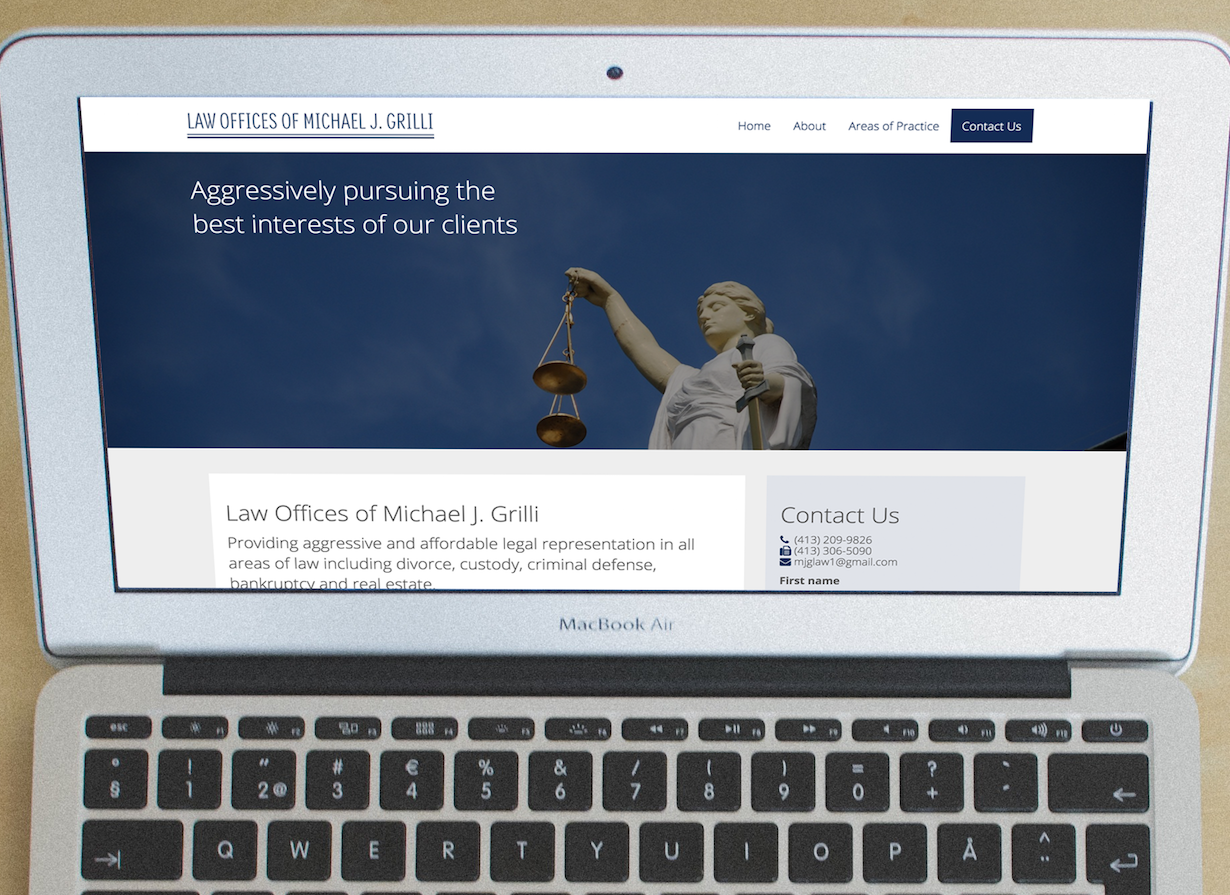 LAW OFFICES OF MICHAEL J. GRILLI
Home About Areas of Practice Contact Us
Aggressively pursuing the
best interests of our clients
Law Offices of Michael J. Grilli
Providing aggressive and affordable legal representation in all
areas of law including divorce, custody, criminal defense,
bankruptcy and real estate.
Contact Us
(413) 209-9826
(413) 306-5090
mjglaw1@gmail.com
First name
MacBook Air
esc F1 F2 F3 F4 F5 F6 F7 F8 F9 F10 F11 F12
° ! " # € % & / ( ) = ? `
§ 1 2 @ 3 4 5 6 7 8 9 0 + ´
Q W E R T Y U I O P Å ^ ¨